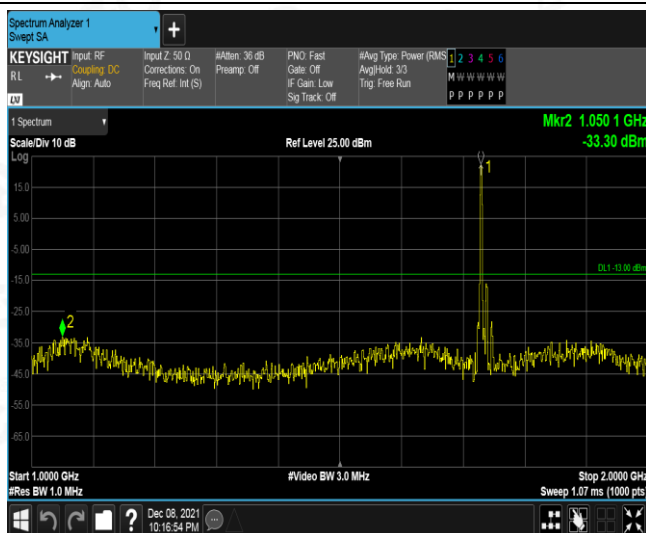 Spectrum Analyzer 1
Swept SA
+
KEYSIGHT
RL
LXI
Input: RF
Coupling: DC
Align: Auto
Input Z: 50 Ω
Corrections: On
Freq Ref: Int (S)
#Atten: 36 dB
Preamp: Off
PNO: Fast
Gate: Off
IF Gain: Low
Sig Track: Off
#Avg Type: Power (RMS
Avg|Hold: 3/3
Trig: Free Run
1 2 3 4 5 6
M W W W W W
P P P P P P
1 Spectrum
Mkr2 1.050 1 GHz
Scale/Div 10 dB
Ref Level 25.00 dBm
-33.30 dBm
Log
1
15.0
5.00
-5.00
DL1 -13.00 dBm
-15.0
-25.0
2
-35.0
-45.0
-55.0
-65.0
Start 1.0000 GHz
#Video BW 3.0 MHz
Stop 2.0000 GHz
#Res BW 1.0 MHz
Sweep 1.07 ms (1000 pts)
?
Dec 08, 2021
10:16:54 PM